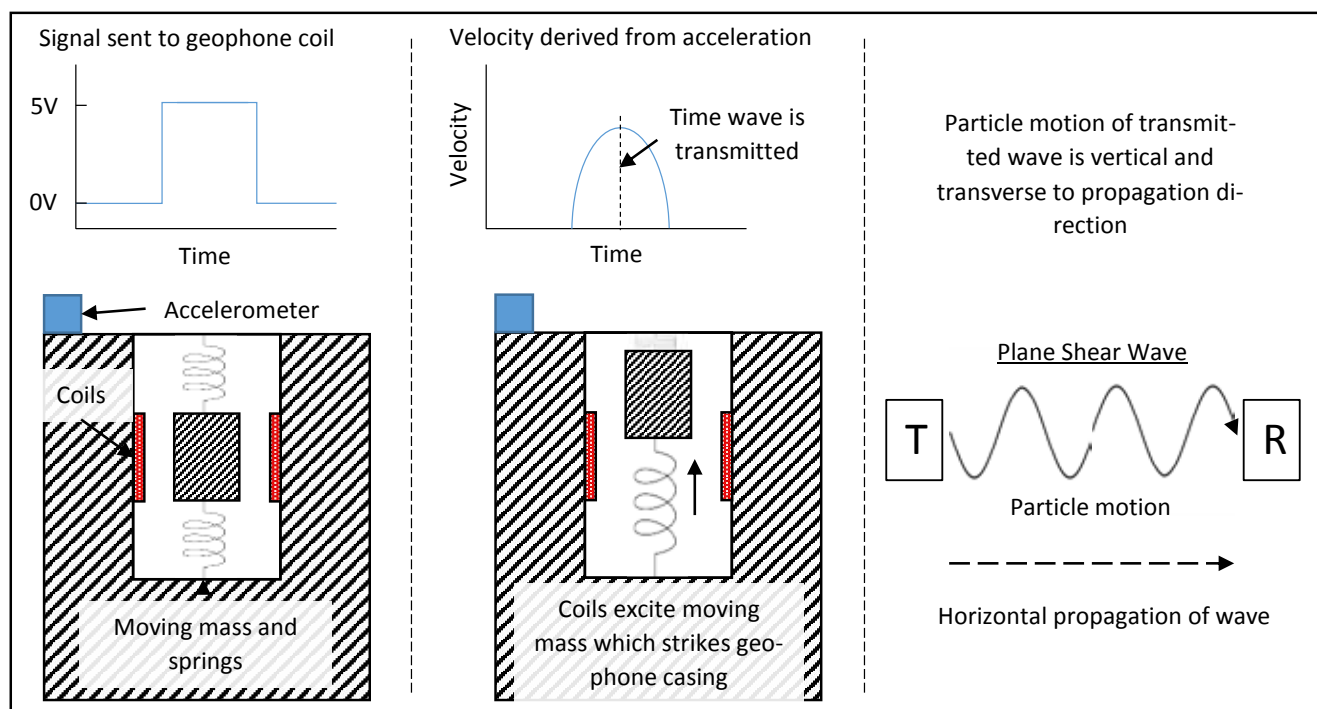 Signal sent to geophone coil
5V
0V
Time
Accelerometer
Coils
Moving mass and
springs
Velocity derived from acceleration
Velocity
Time wave is
transmitted
Time
Coils excite moving
mass which strikes geo-
phone casing
Particle motion of transmit-
ted wave is vertical and
transverse to propagation di-
rection
Plane Shear Wave
T
R
Particle motion
Horizontal propagation of wave